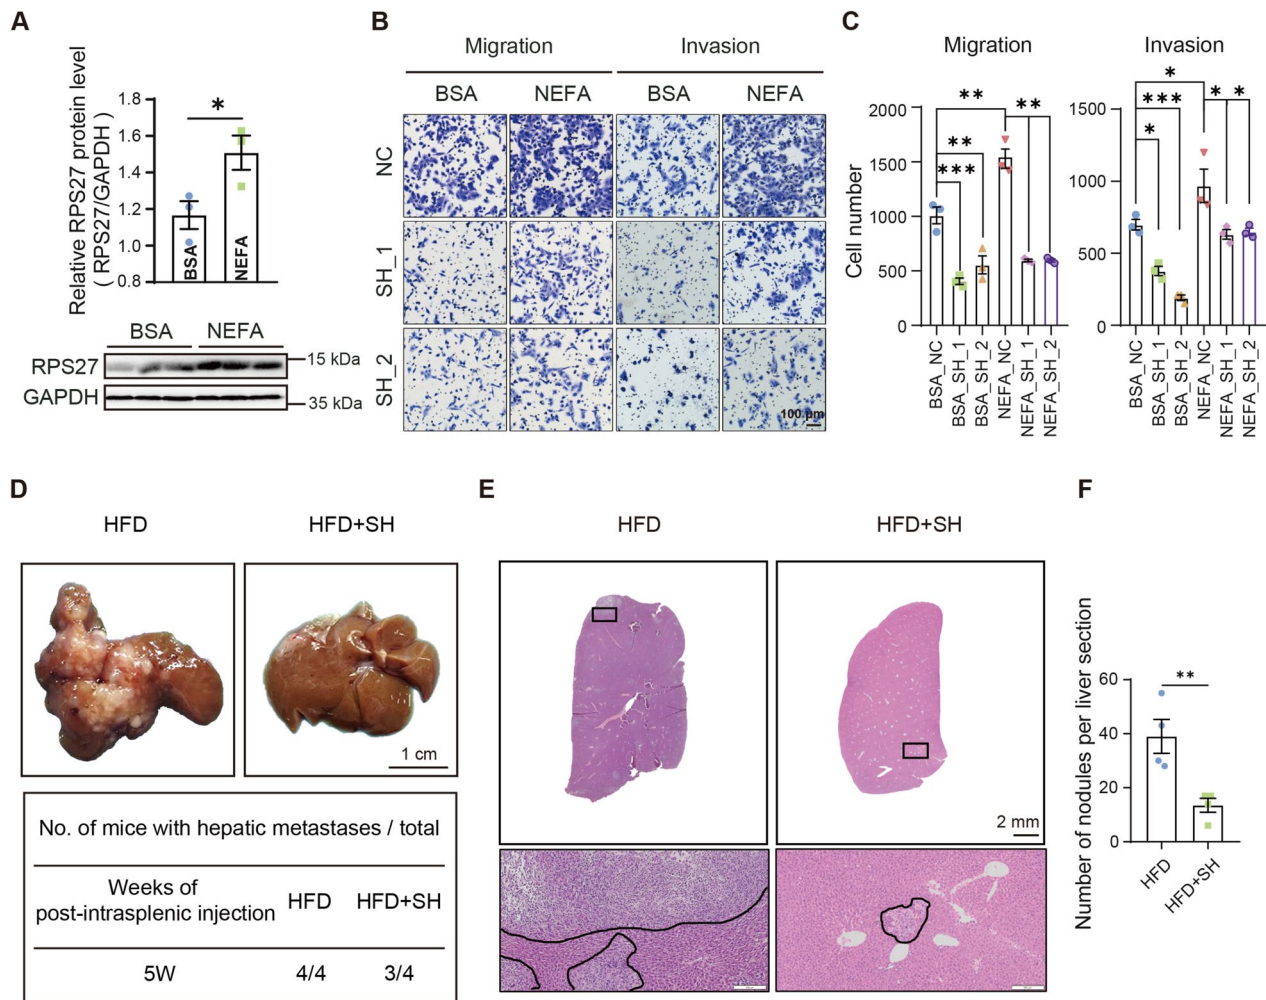 A
Relative RPS27 protein level
( RPS27/GAPDH )
1.8
1.6
1.4
1.2
1.0
0.8
*
BSA
NEFA
BSA NEFA
RPS27
15 kDa
GAPDH
35 kDa
B
Migration Invasion
BSA NEFA BSA NEFA
NC
SH_1
SH_2
100 μm
C
Migration
Cell number
2000
1500
1000
500
0
** **
**
***
BSA_NC
BSA_SH_1
BSA_SH_2
NEFA_NC
NEFA_SH_1
NEFA_SH_2
Invasion
1500
1000
500
0
*
*** * *
*
BSA_NC
BSA_SH_1
BSA_SH_2
NEFA_NC
NEFA_SH_1
NEFA_SH_2
D
HFD HFD+SH
1 cm
No. of mice with hepatic metastases / total
Weeks of
post-intrasplenic injection HFD HFD+SH
5W 4/4 3/4
E
HFD HFD+SH
2 mm
F
Number of nodules per liver section
60
40
20
0
**
HFD
HFD+SH